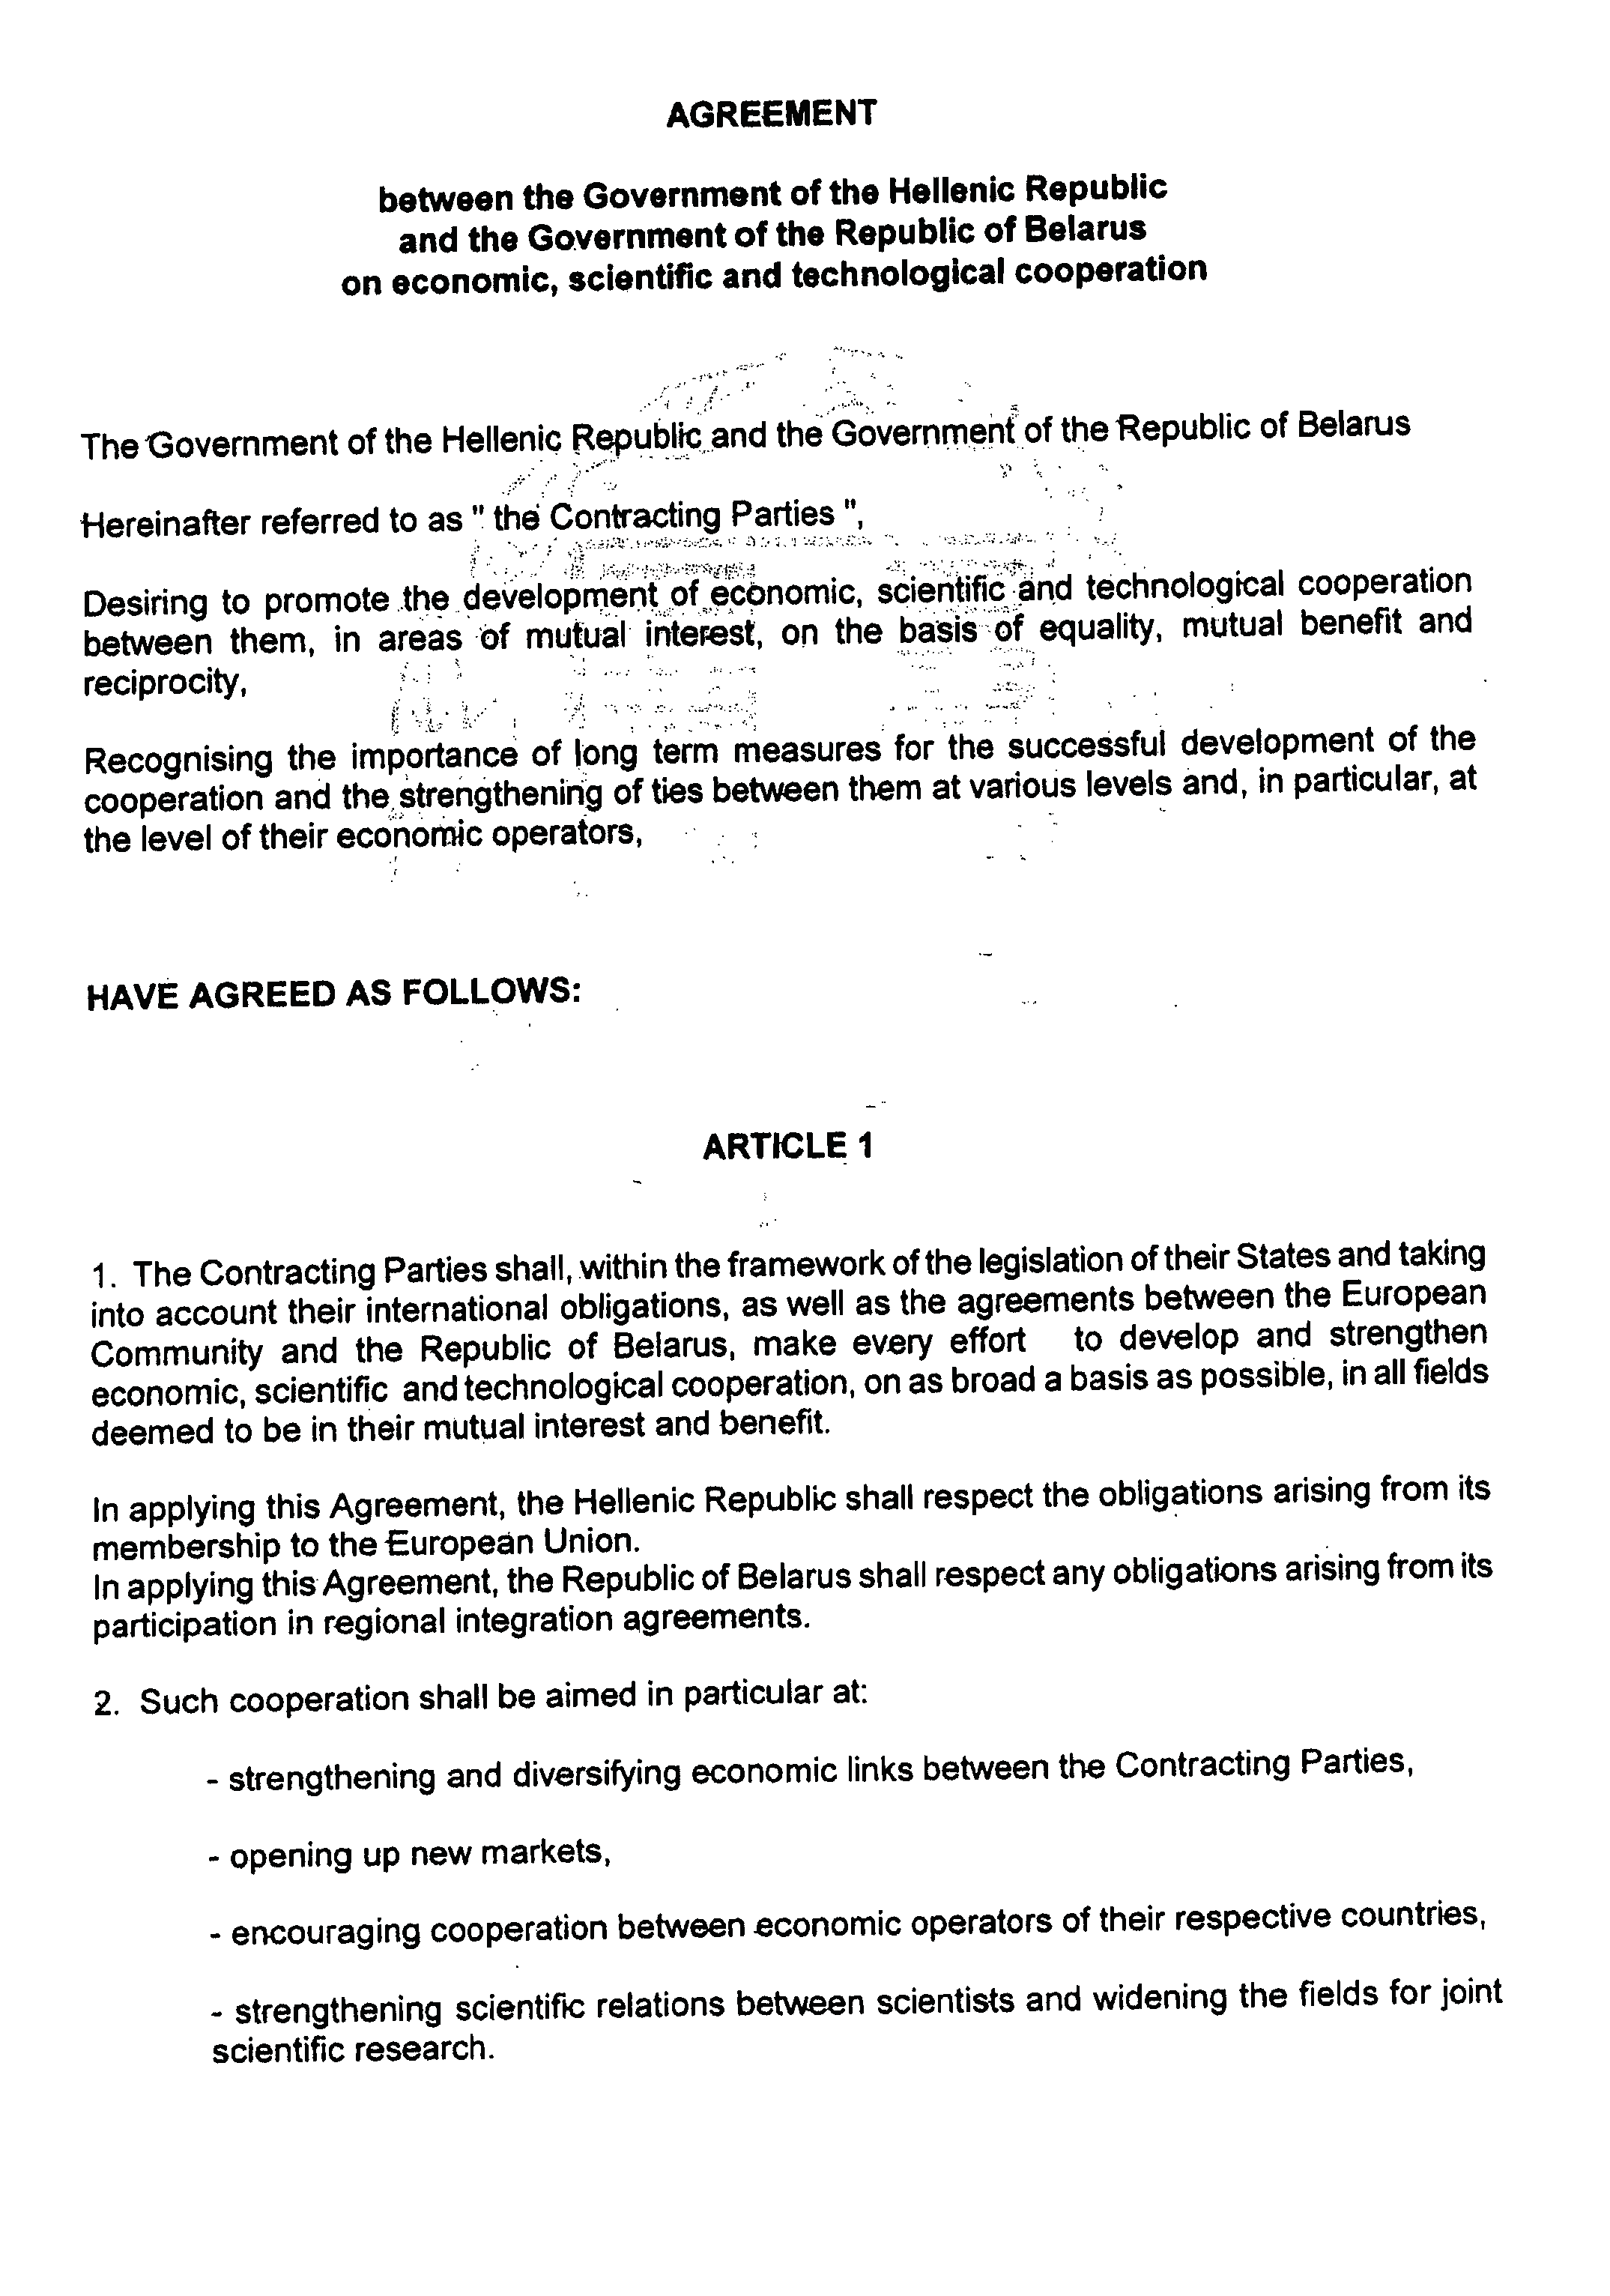 AGREEMENT
between the Government of the Hellenic Republic
and the Government of the Republic of Belarus
on economic, scientific and technological cooperation
The Government of the Hellenic Republic and the Government of the Republic of Belarus
Hereinafter referred to as " the Contracting Parties ",
Desiring to promote the development of economic, scientific and technological cooperation
between them, in areas of mutual interest, on the basis of equality, mutual benefit and
reciprocity,
Recognising the importance of long term measures for the successful development of the
cooperation and the strengthening of ties between them at various levels and, in particular, at
the level of their economic operators,
HAVE AGREED AS FOLLOWS:
ARTICLE 1
1. The Contracting Parties shall, within the framework of the legislation of their States and taking
into account their international obligations, as well as the agreements between the European
Community and the Republic of Belarus, make every effort to develop and strengthen
economic, scientific and technological cooperation, on as broad a basis as possible, in all fields
deemed to be in their mutual interest and benefit.
In applying this Agreement, the Hellenic Republic shall respect the obligations arising from its
membership to the European Union.
In applying this Agreement, the Republic of Belarus shall respect any obligations arising from its
participation in regional integration agreements.
2. Such cooperation shall be aimed in particular at:
- strengthening and diversifying economic links between the Contracting Parties,
- opening up new markets,
- encouraging cooperation between economic operators of their respective countries,
- strengthening scientific relations between scientists and widening the fields for joint
scientific research.